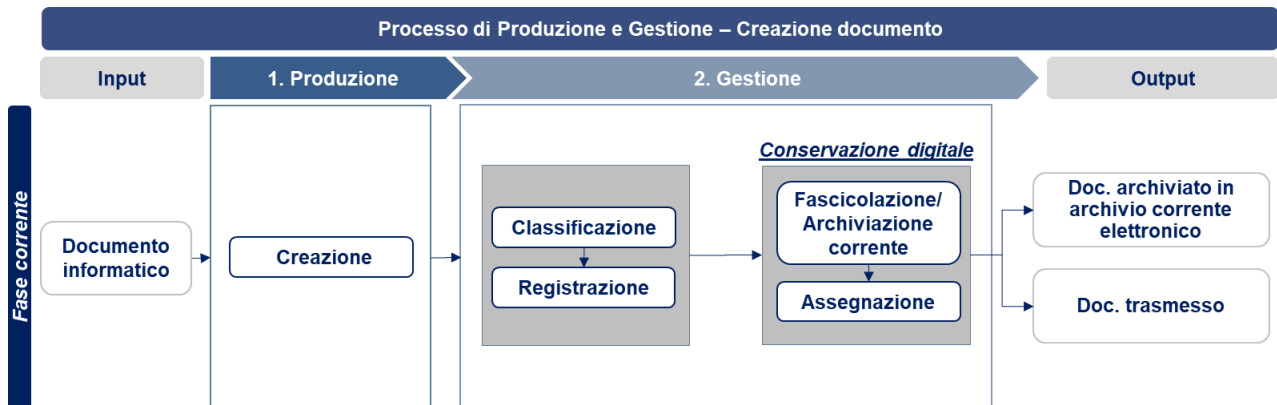 Processo di Produzione e Gestione – Creazione documento
Input
1. Produzione
2. Gestione
Output
Fase corrente
Documento
informatico
Creazione
Classificazione
Registrazione
Conservazione digitale
Fascicolazione/
Archiviazione
corrente
Assegnazione
Doc. archiviato in
archivio corrente
elettronico
Doc. trasmesso